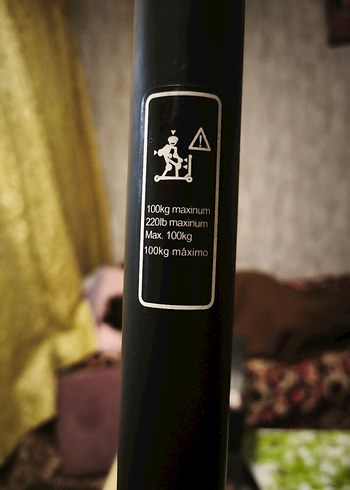 100kg maxinum
220lb maxinum
Max. 100kg
100kg máximo